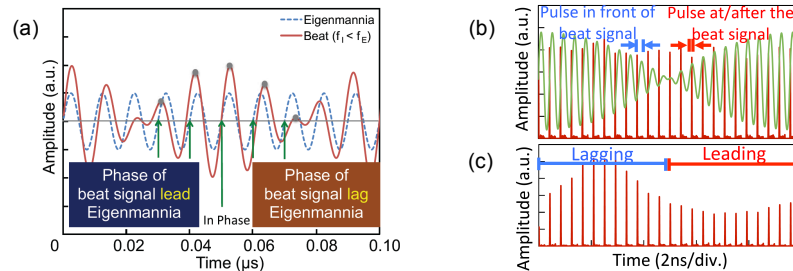 (a)
Eigenmannia
Beat (f I < f E)
Amplitude (a.u.)
Phase of
beat signal lead
Eigenmannia
In Phase
Phase of
beat signal lag
Eigenmannia
0
0.02
0.04
0.06
0.08
0.10
Time (µs)
(b)
Pulse in front of
beat signal
Pulse at/after the
beat signal
Amplitude (a.u.)
(c)
Lagging
Leading
Amplitude (a.u.)
Time (2ns/div.)